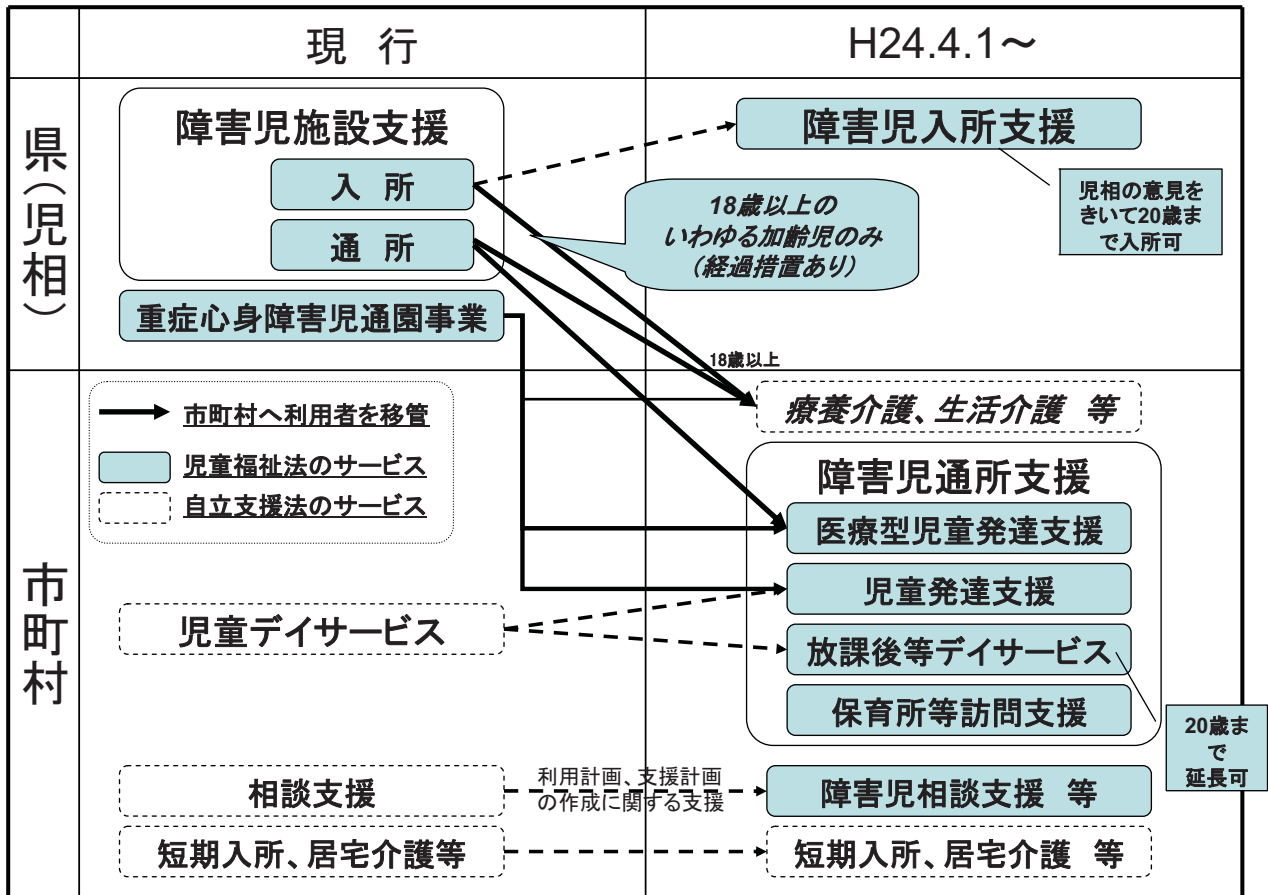 現 行
H24.4.1～
県（児相）
障害児施設支援
入 所
通 所
重症心身障害児通園事業
障害児入所支援
児相の意見を
きいて20歳ま
で入所可
18歳以上の
いわゆる加齢児のみ
（経過措置あり）
18歳以上
市町村
市町村へ利用者を移管
児童福祉法のサービス
自立支援法のサービス
児童デイサービス
相談支援
短期入所、居宅介護等
利用計画、支援計画
の作成に関する支援
療養介護、生活介護 等
障害児通所支援
医療型児童発達支援
児童発達支援
放課後等デイサービス
保育所等訪問支援
20歳ま
で
延長可
障害児相談支援 等
短期入所、居宅介護 等